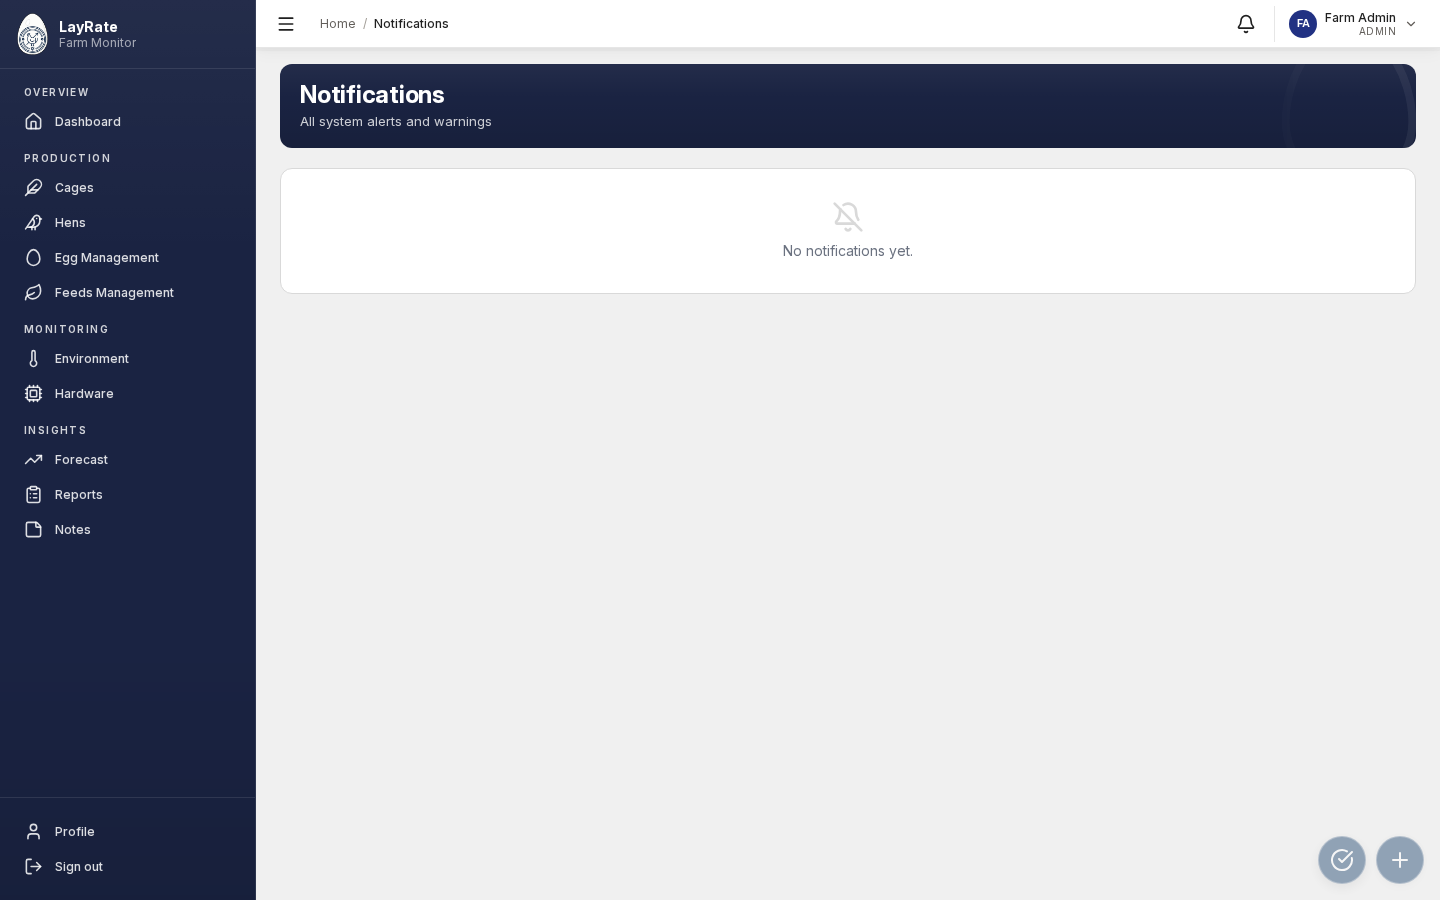 LayRate
Farm Monitor
OVERVIEW
Dashboard
PRODUCTION
Cages
Hens
Egg Management
Feeds Management
MONITORING
Environment
Hardware
INSIGHTS
Forecast
Reports
Notes
Profile
Sign out
Home / Notifications
FA
Farm Admin
ADMIN
Notifications
All system alerts and warnings
No notifications yet.